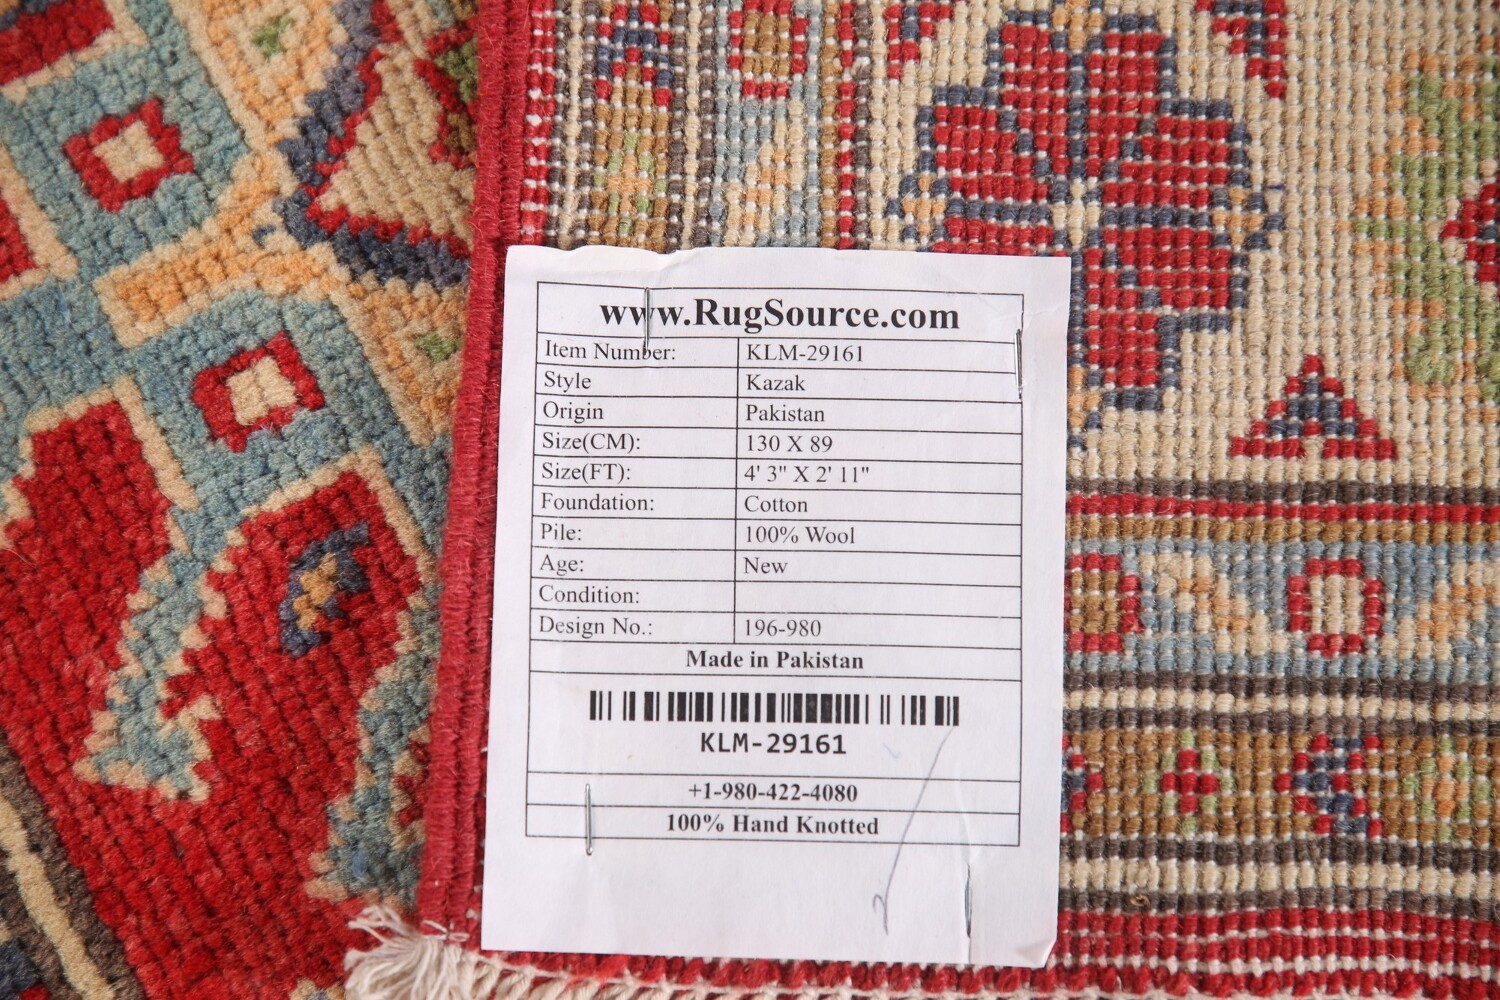 www.RugSource.com
Item Number: KLM-29161
Style Kazak
Origin Pakistan
Size(CM): 130 X 89
Size(FT): 4' 3" X 2' 11"
Foundation: Cotton
Pile: 100% Wool
Age: New
Condition:
Design No.: 196-980
Made in Pakistan
KLM-29161
+1-980-422-4080
100% Hand Knotted